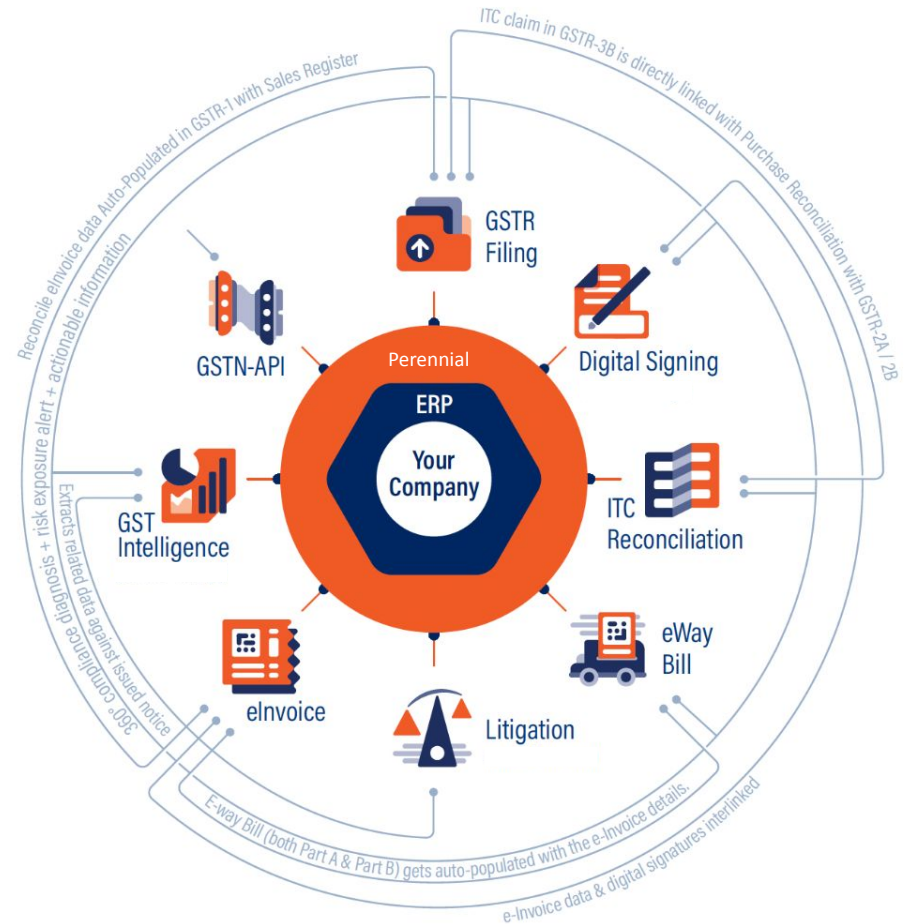 ITC claim in GSTR-3B is directly linked with Purchase Reconciliation with GSTR-2A / 2B
Reconcile eInvoice data Auto-Populated in GSTR-1 with Sales Register
GSTR
Filing
Digital Signing
GSTN-API
Perennial
ERP
Your
Company
GST
Intelligence
ITC
Reconciliation
eWay
Bill
eInvoice
Litigation
360° compliance diagnosis + risk exposure alert + actionable information
Extracts related data against issued notice
E-way Bill (both Part A & Part B) gets auto-populated with the e-Invoice details.
e-Invoice data & digital signatures interlinked